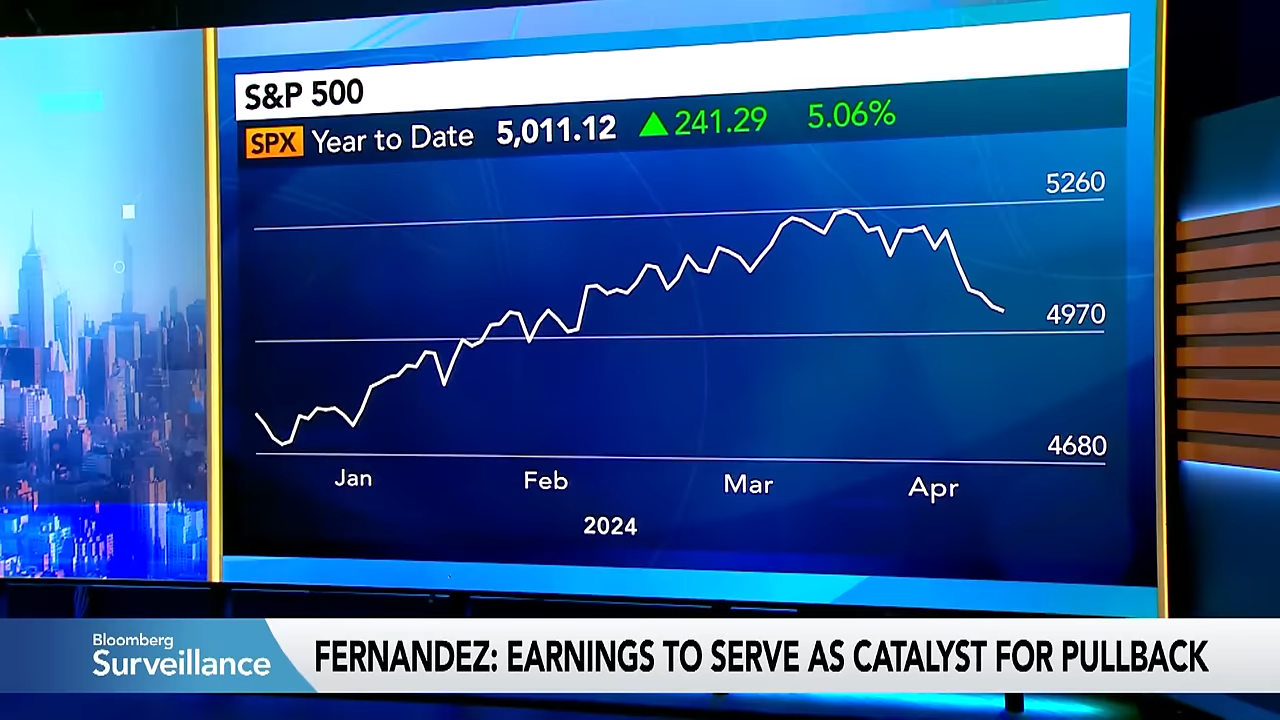 S&P 500
SPX Year to Date 5,011.12 ▲ 241.29 5.06%
5260
4970
4680
Jan Feb Mar Apr
2024
Bloomberg
Surveillance
FERNANDEZ: EARNINGS TO SERVE AS CATALYST FOR PULLBACK